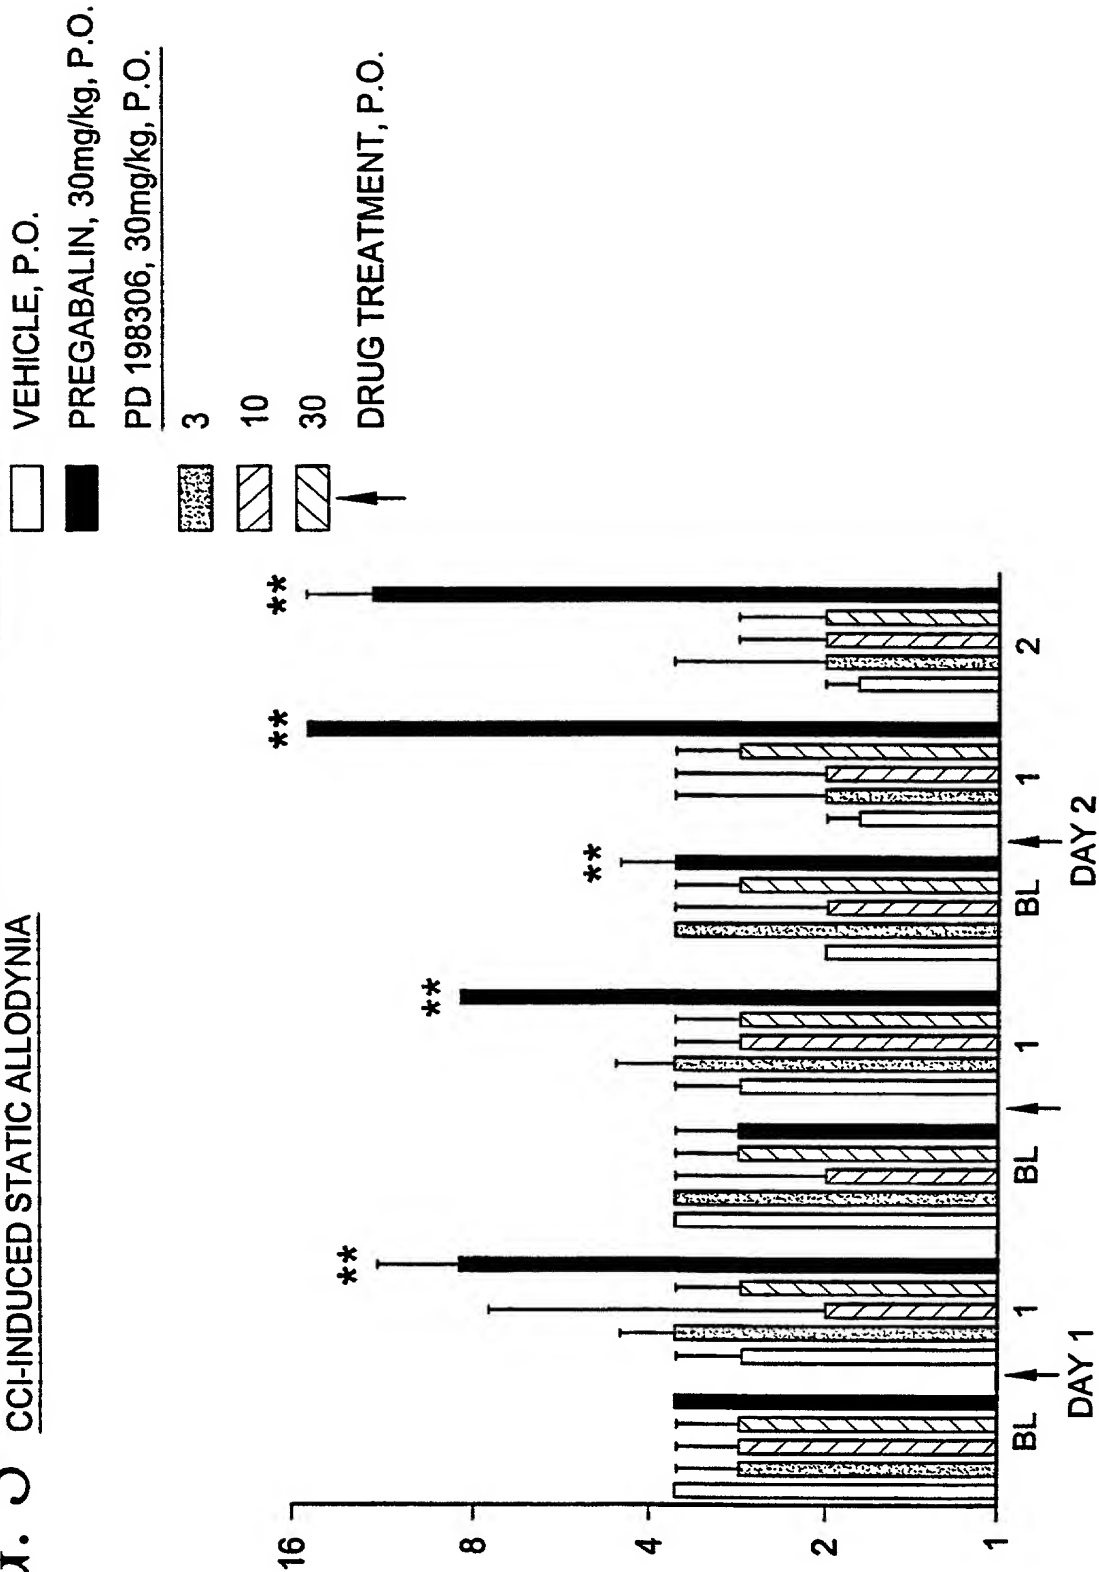 CCI-INDUCED STATIC ALLODYNIA
VEHICLE, P.O.
PREGABALIN, 30mg/kg, P.O.
PD 198306, 30mg/kg, P.O.
3
10
30
DRUG TREATMENT, P.O.
16
8
4
2
1
** ** ** ** **
BL 1 BL 1 BL 1 2
DAY 1 DAY 2